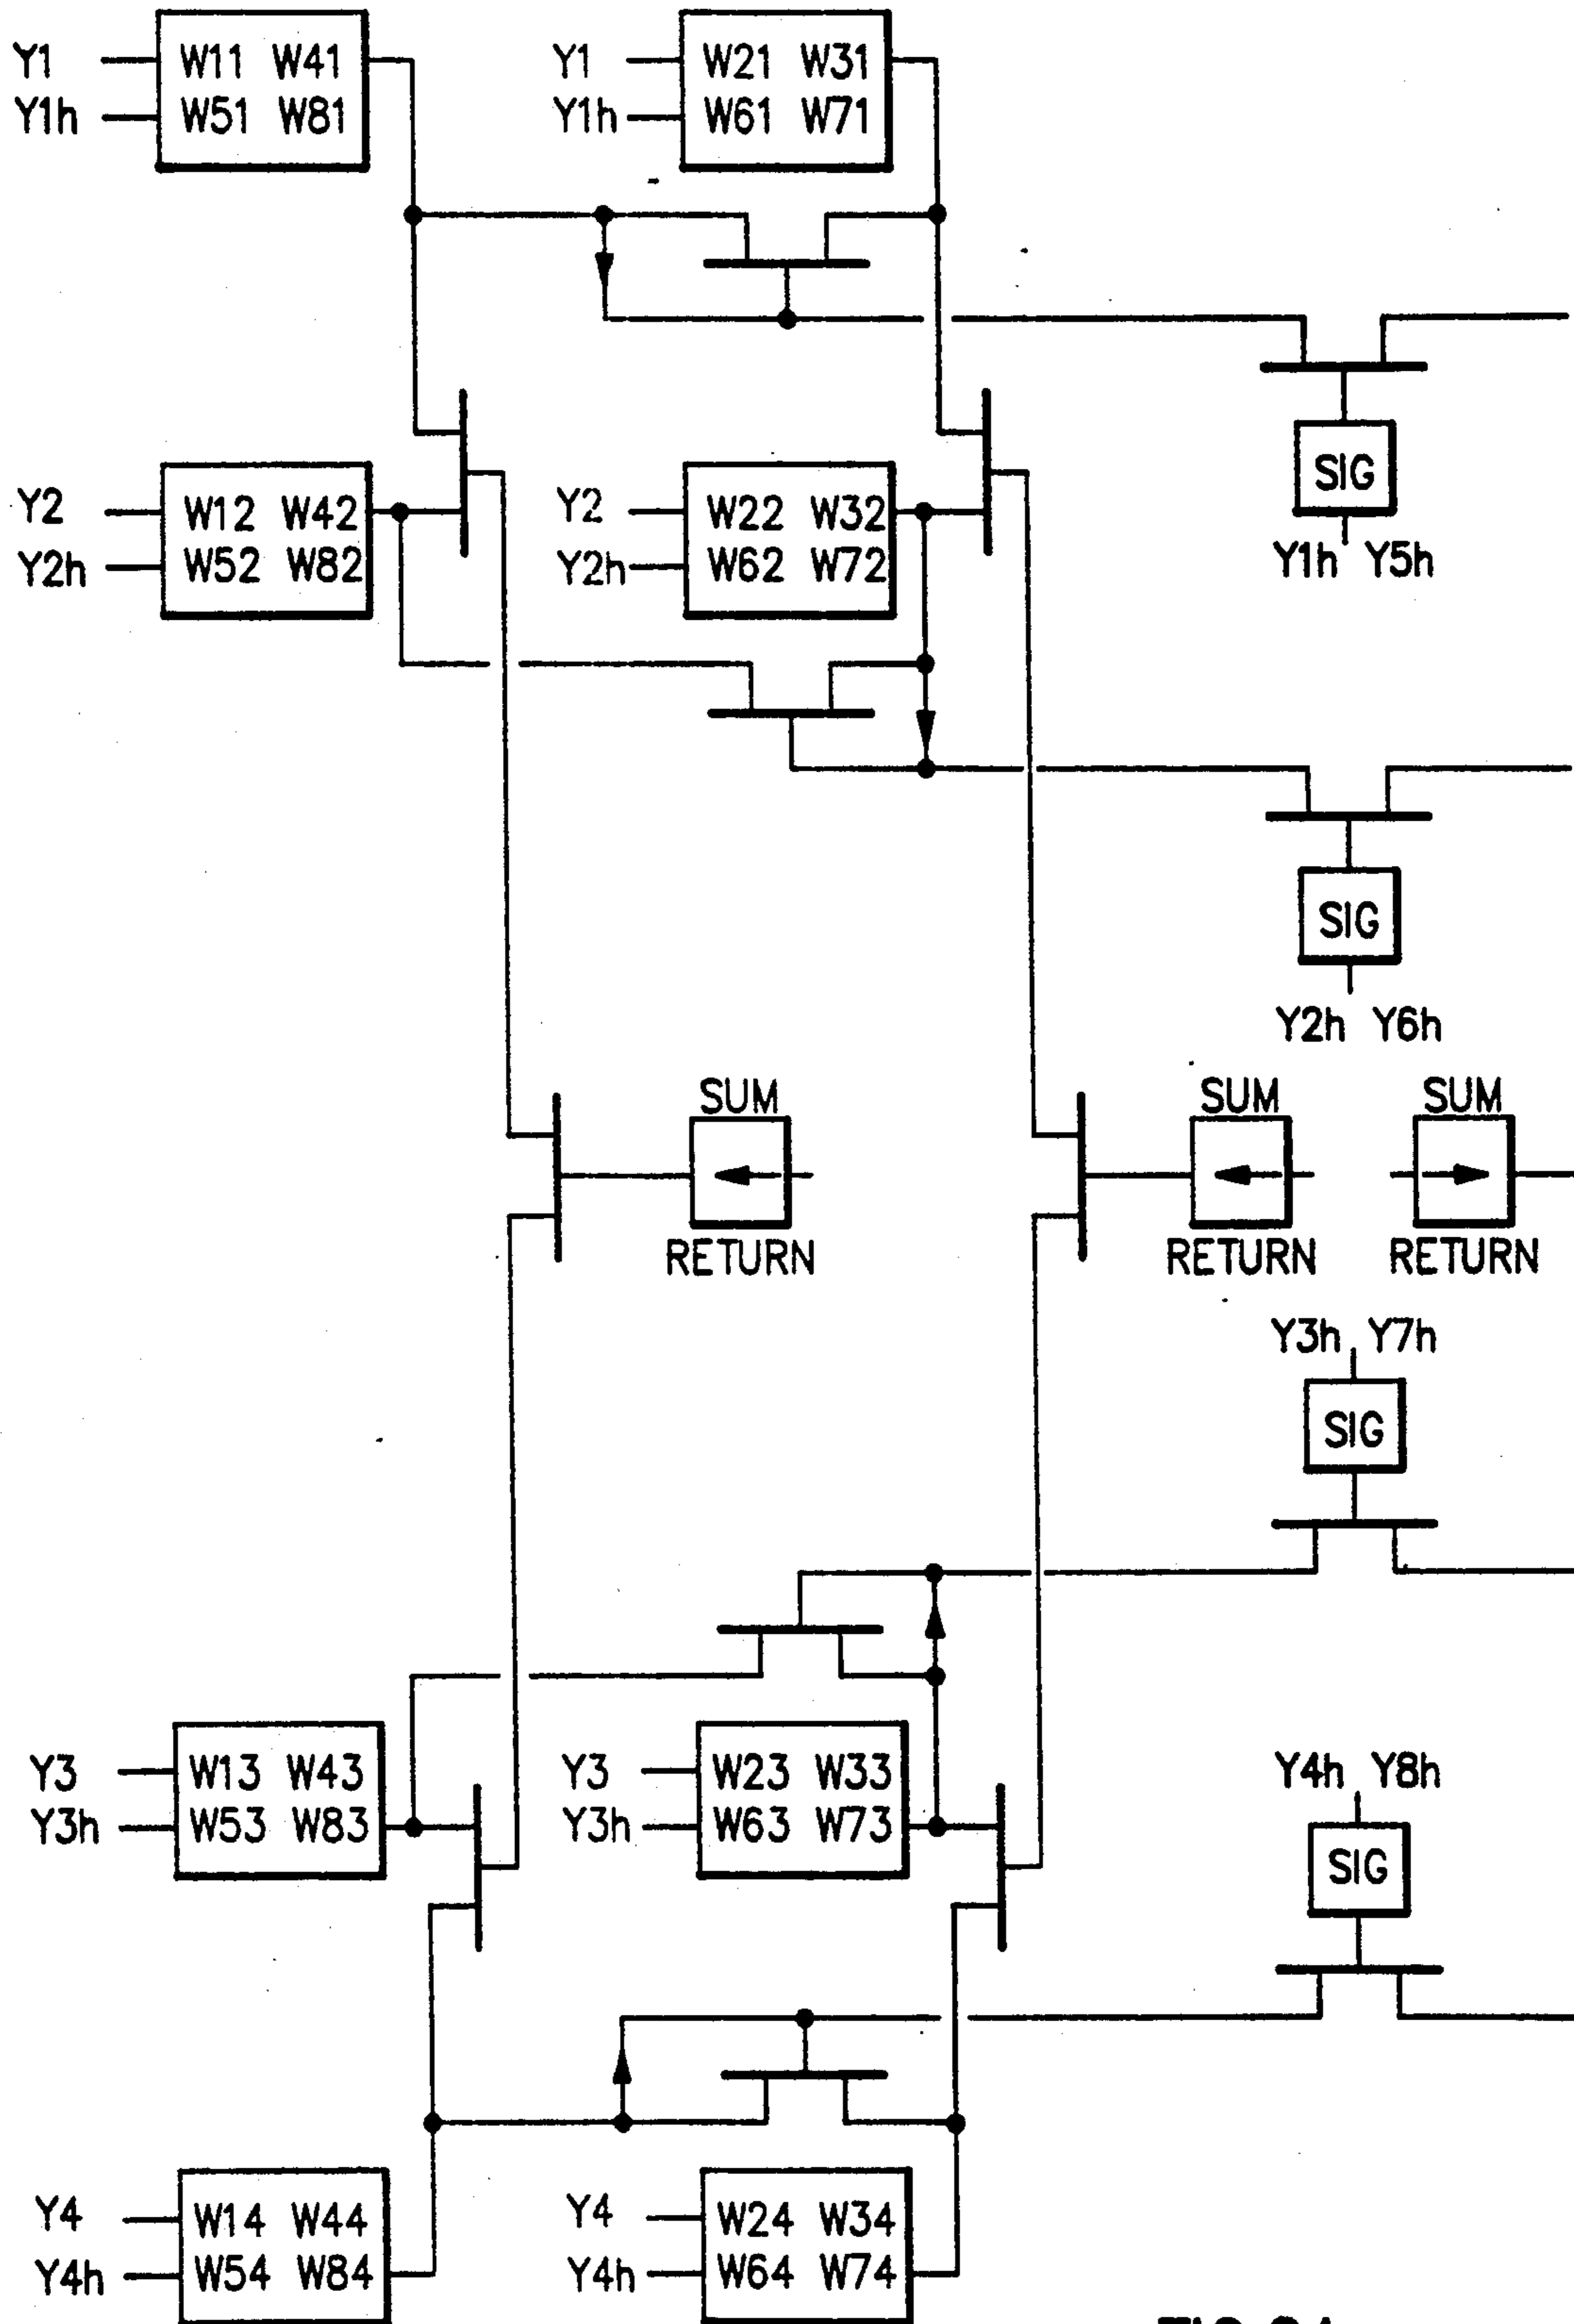 Y1
W11 W41
Y1h
W51 W81
Y1
W21 W31
Y1h
W61 W71
SIG
Y1h Y5h
Y2
W12 W42
Y2h
W52 W82
Y2
W22 W32
Y2h
W62 W72
SIG
Y2h Y6h
SUM
RETURN
SUM
RETURN
SUM
RETURN
Y3h Y7h
SIG
Y3
W13 W43
Y3h
W53 W83
Y3
W23 W33
Y3h
W63 W73
Y4h Y8h
SIG
Y4
W14 W44
Y4h
W54 W84
Y4
W24 W34
Y4h
W64 W74